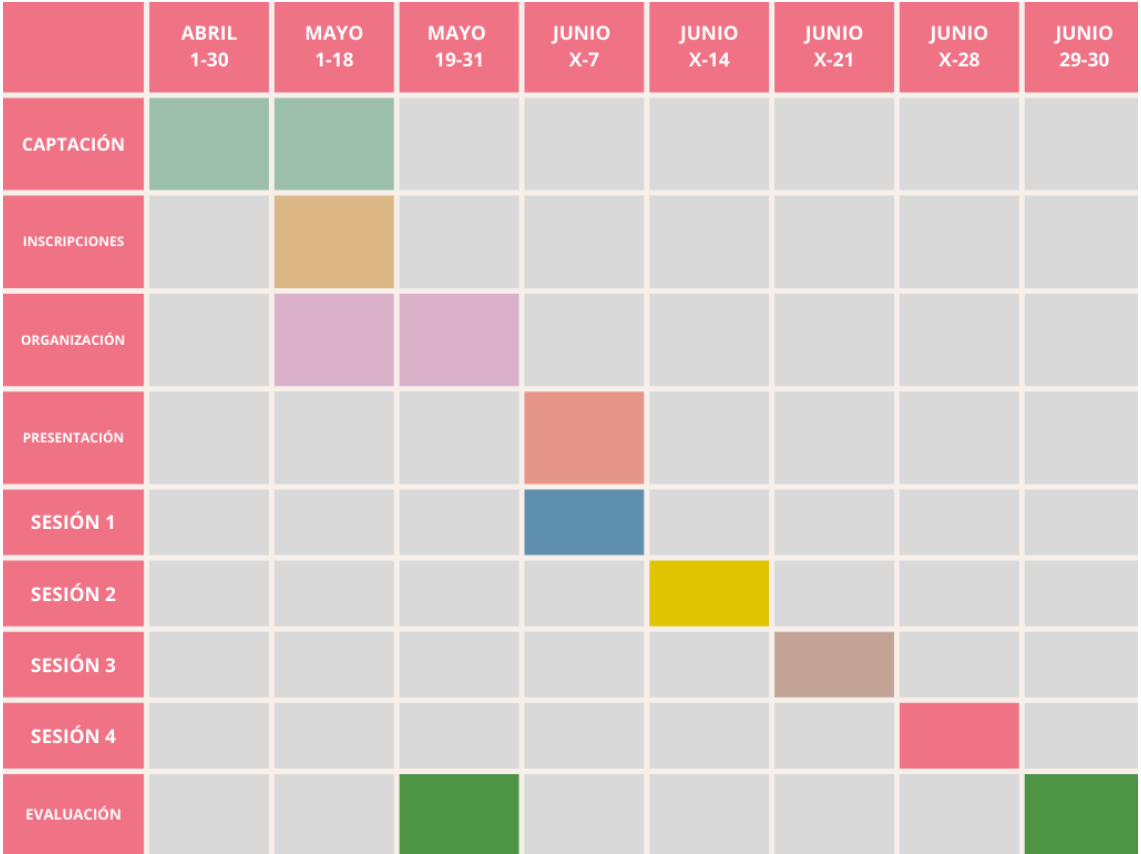 ABRIL
1-30
MAYO
1-18
MAYO
19-31
JUNIO
X-7
JUNIO
X-14
JUNIO
X-21
JUNIO
X-28
JUNIO
29-30
CAPTACIÓN
INSCRIPCIONES
ORGANIZACIÓN
PRESENTACIÓN
SESIÓN 1
SESIÓN 2
SESIÓN 3
SESIÓN 4
EVALUACIÓN